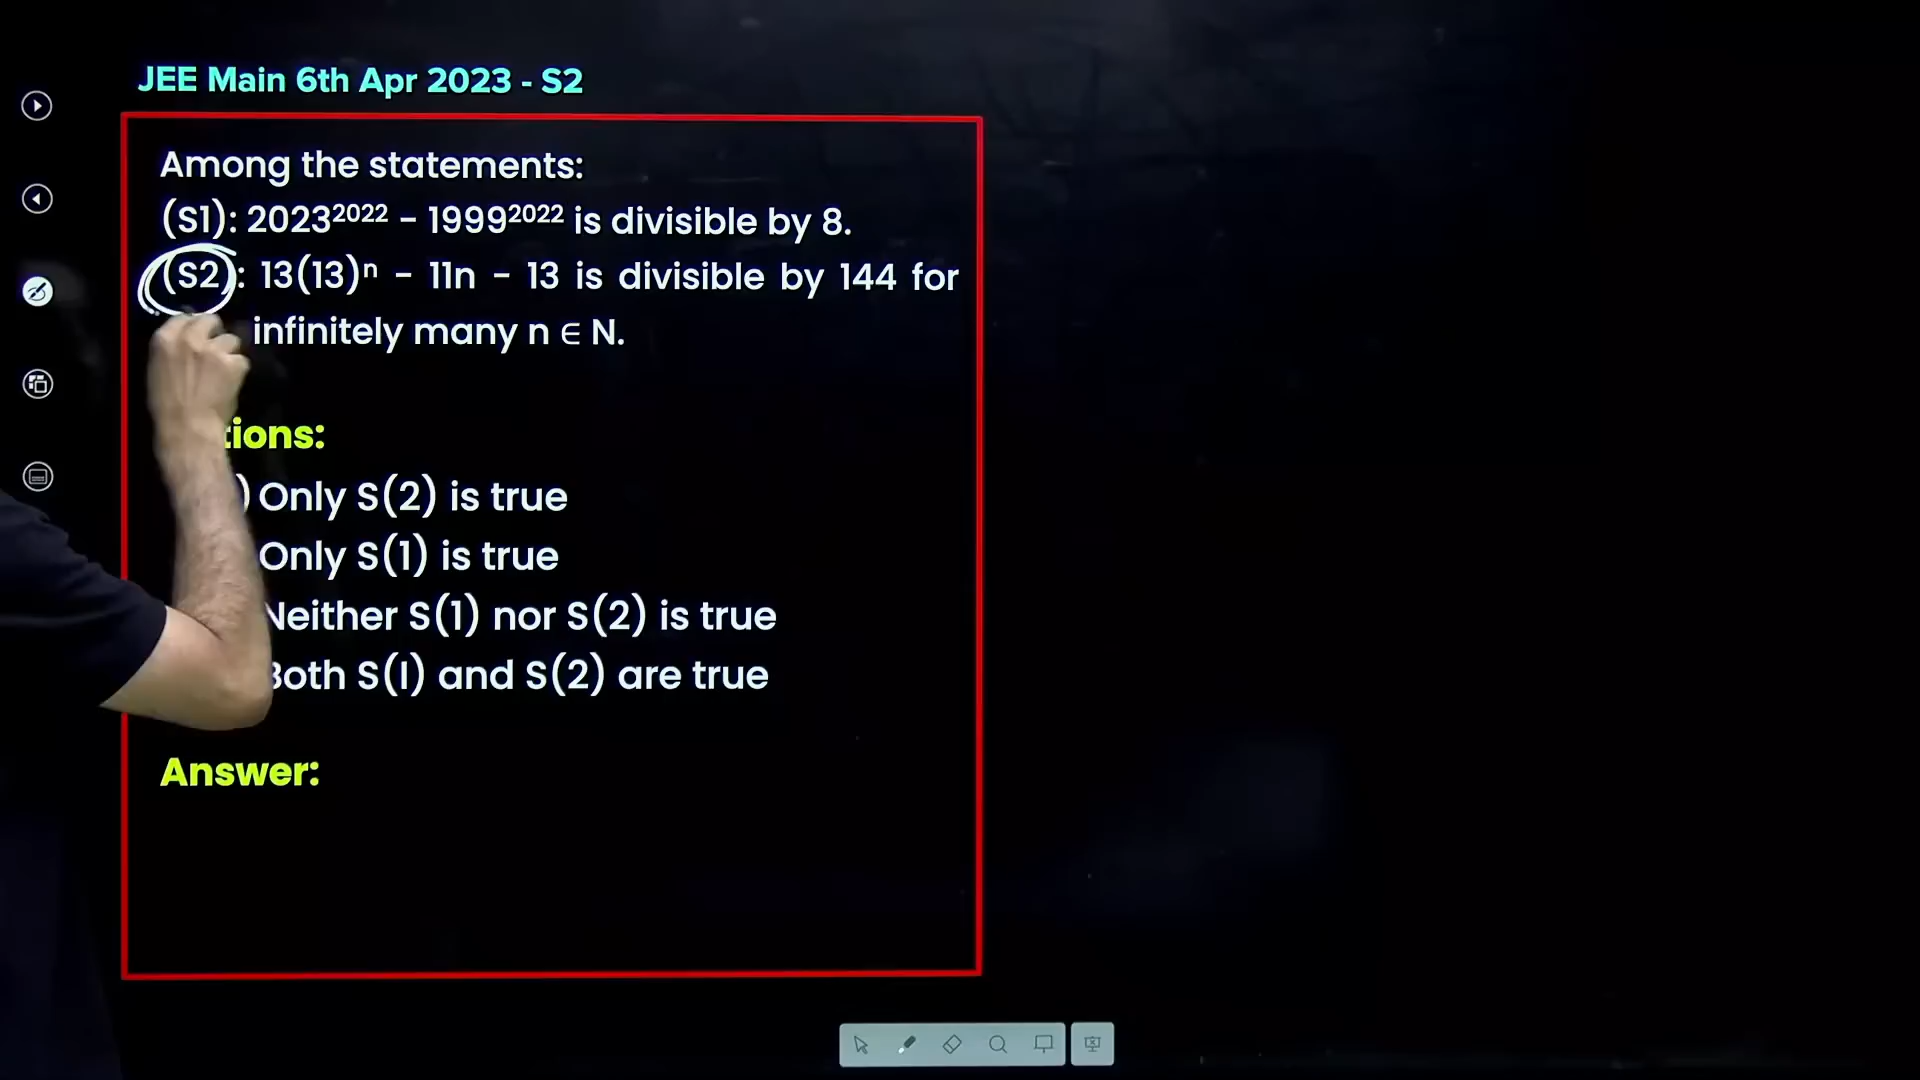 JEE Main 6th Apr 2023 - S2
Among the statements:
(S1): 2023²⁰²² - 1999²⁰²² is divisible by 8.
(S2): 13(13)ⁿ - 11n - 13 is divisible by 144 for
infinitely many n ∈ N.
tions:
) Only S(2) is true
Only S(1) is true
Neither S(1) nor S(2) is true
Both S(I) and S(2) are true
Answer: